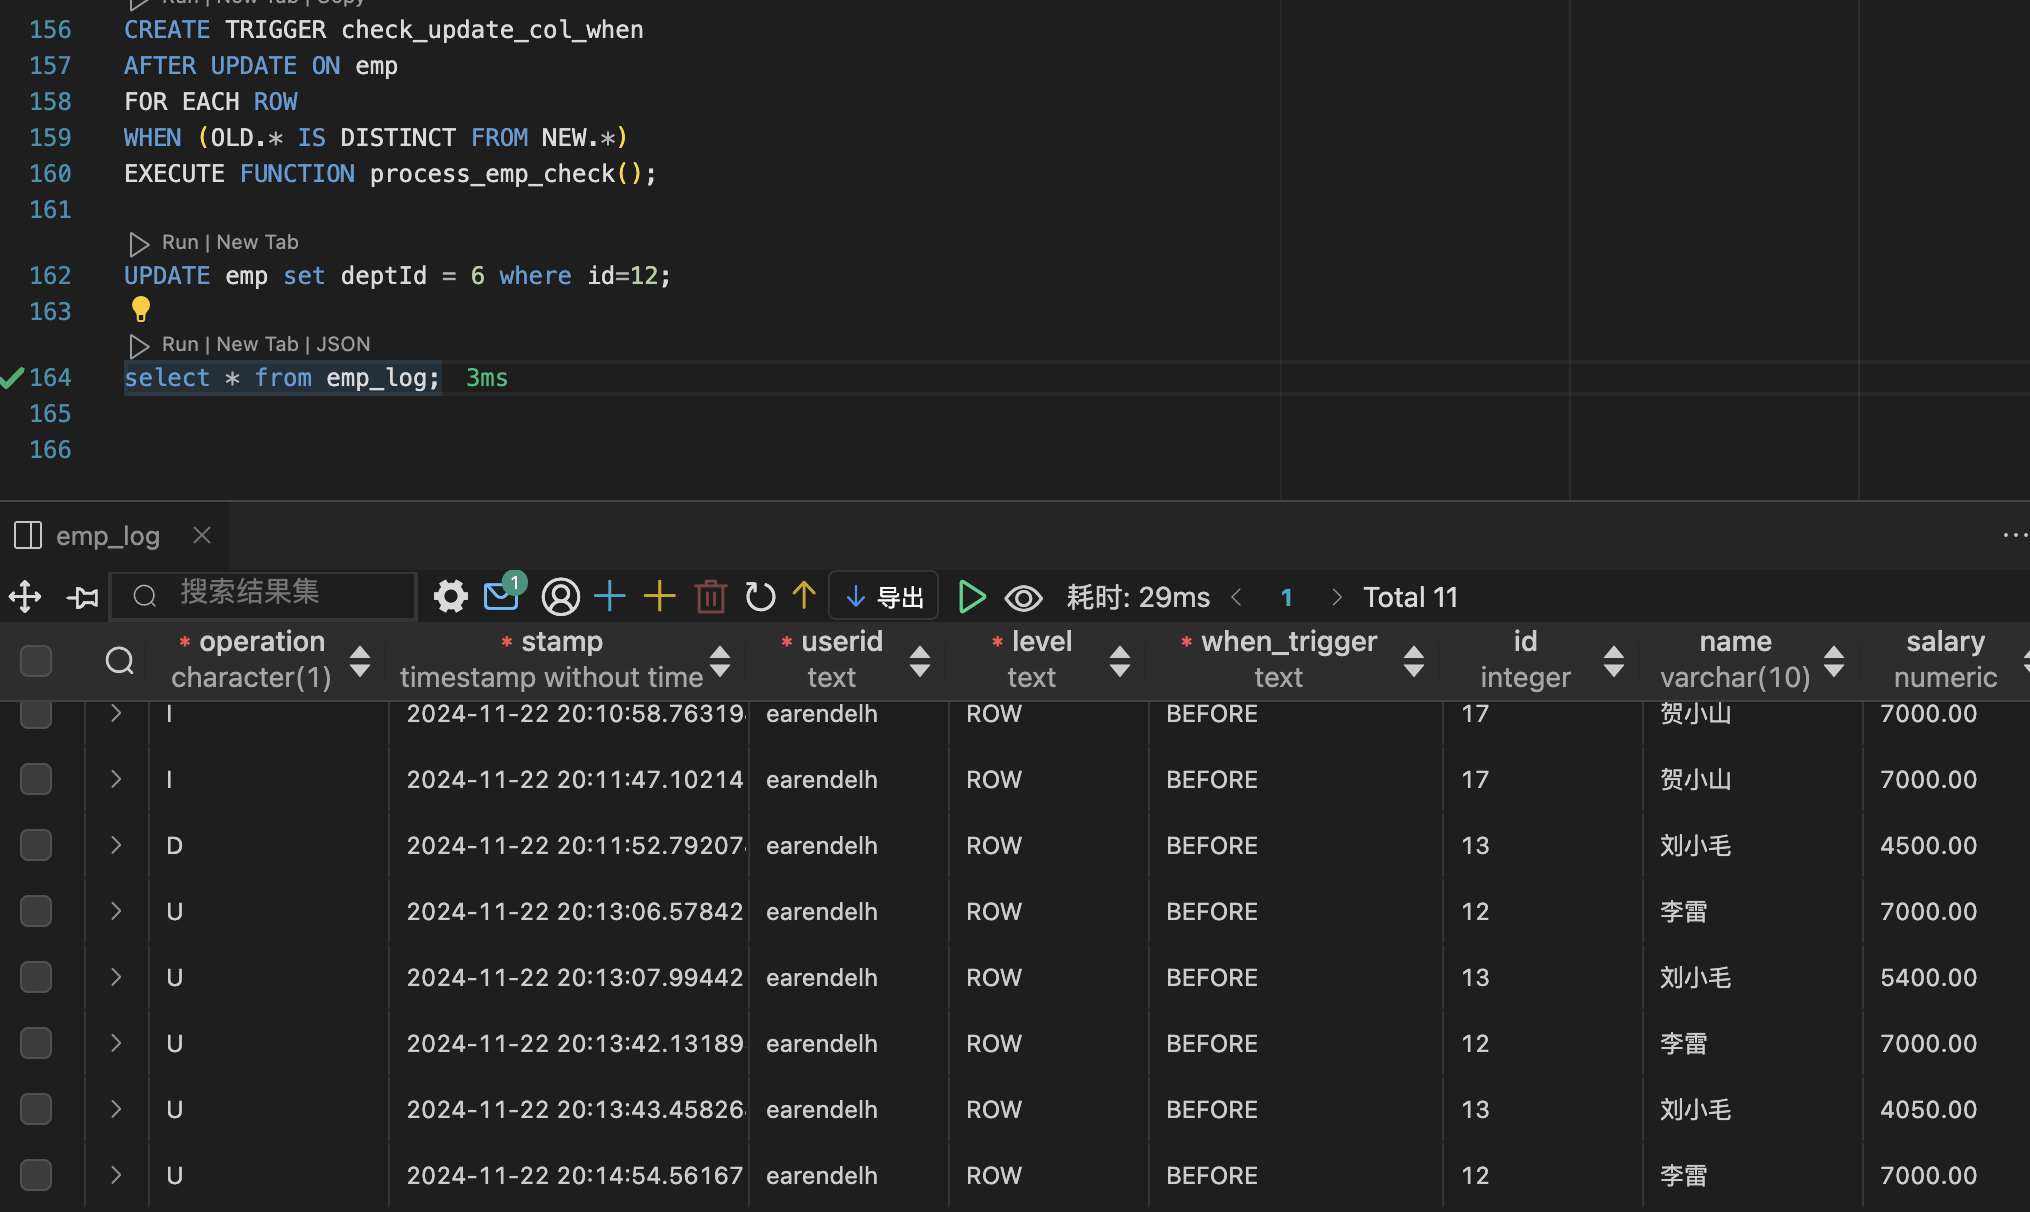 Run | New Tab | Copy
156 CREATE TRIGGER check_update_col_when
157 AFTER UPDATE ON emp
158 FOR EACH ROW
159 WHEN (OLD.* IS DISTINCT FROM NEW.*)
160 EXECUTE FUNCTION process_emp_check();
161
Run | New Tab
162 UPDATE emp set deptId = 6 where id=12;
163
Run | New Tab | JSON
164 select * from emp_log; 3ms
165
166
emp_log
搜索结果集 1 导出 耗时: 29ms 1 Total 11
* operation * stamp * userid * level * when_trigger id name salary
character(1) timestamp without time text text text integer varchar(10) numeric
I 2024-11-22 20:10:58.76319 earendelh ROW BEFORE 17 贺小山 7000.00
I 2024-11-22 20:11:47.10214 earendelh ROW BEFORE 17 贺小山 7000.00
D 2024-11-22 20:11:52.79207 earendelh ROW BEFORE 13 刘小毛 4500.00
U 2024-11-22 20:13:06.57842 earendelh ROW BEFORE 12 李雷 7000.00
U 2024-11-22 20:13:07.99442 earendelh ROW BEFORE 13 刘小毛 5400.00
U 2024-11-22 20:13:42.13189 earendelh ROW BEFORE 12 李雷 7000.00
U 2024-11-22 20:13:43.45826 earendelh ROW BEFORE 13 刘小毛 4050.00
U 2024-11-22 20:14:54.56167 earendelh ROW BEFORE 12 李雷 7000.00